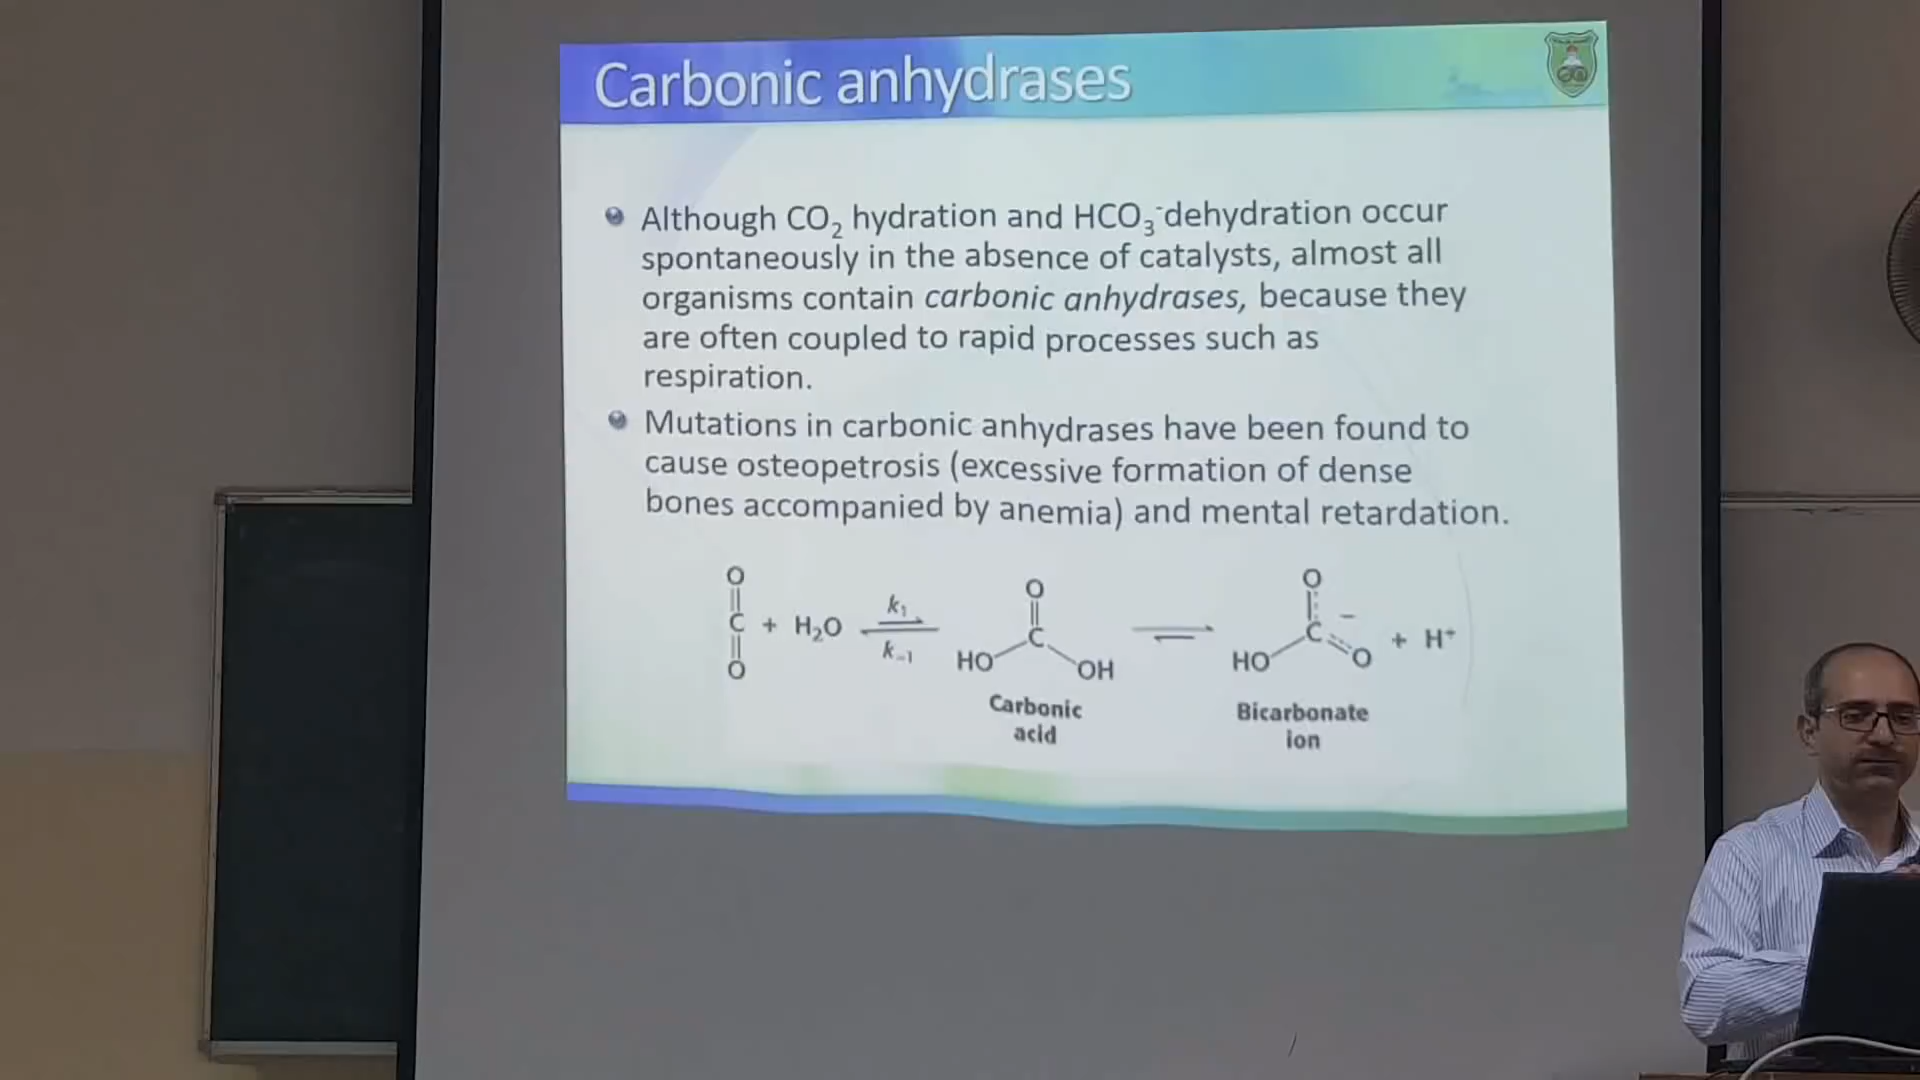 Carbonic anhydrases
Although CO₂ hydration and HCO₃⁻ dehydration occur
spontaneously in the absence of catalysts, almost all
organisms contain carbonic anhydrases, because they
are often coupled to rapid processes such as
respiration.
Mutations in carbonic anhydrases have been found to
cause osteopetrosis (excessive formation of dense
bones accompanied by anemia) and mental retardation.
O
C + H₂O
O
k₁
k₋₁
O
C
HO OH
Carbonic
acid
O
C −
HO O + H⁺
Bicarbonate
ion